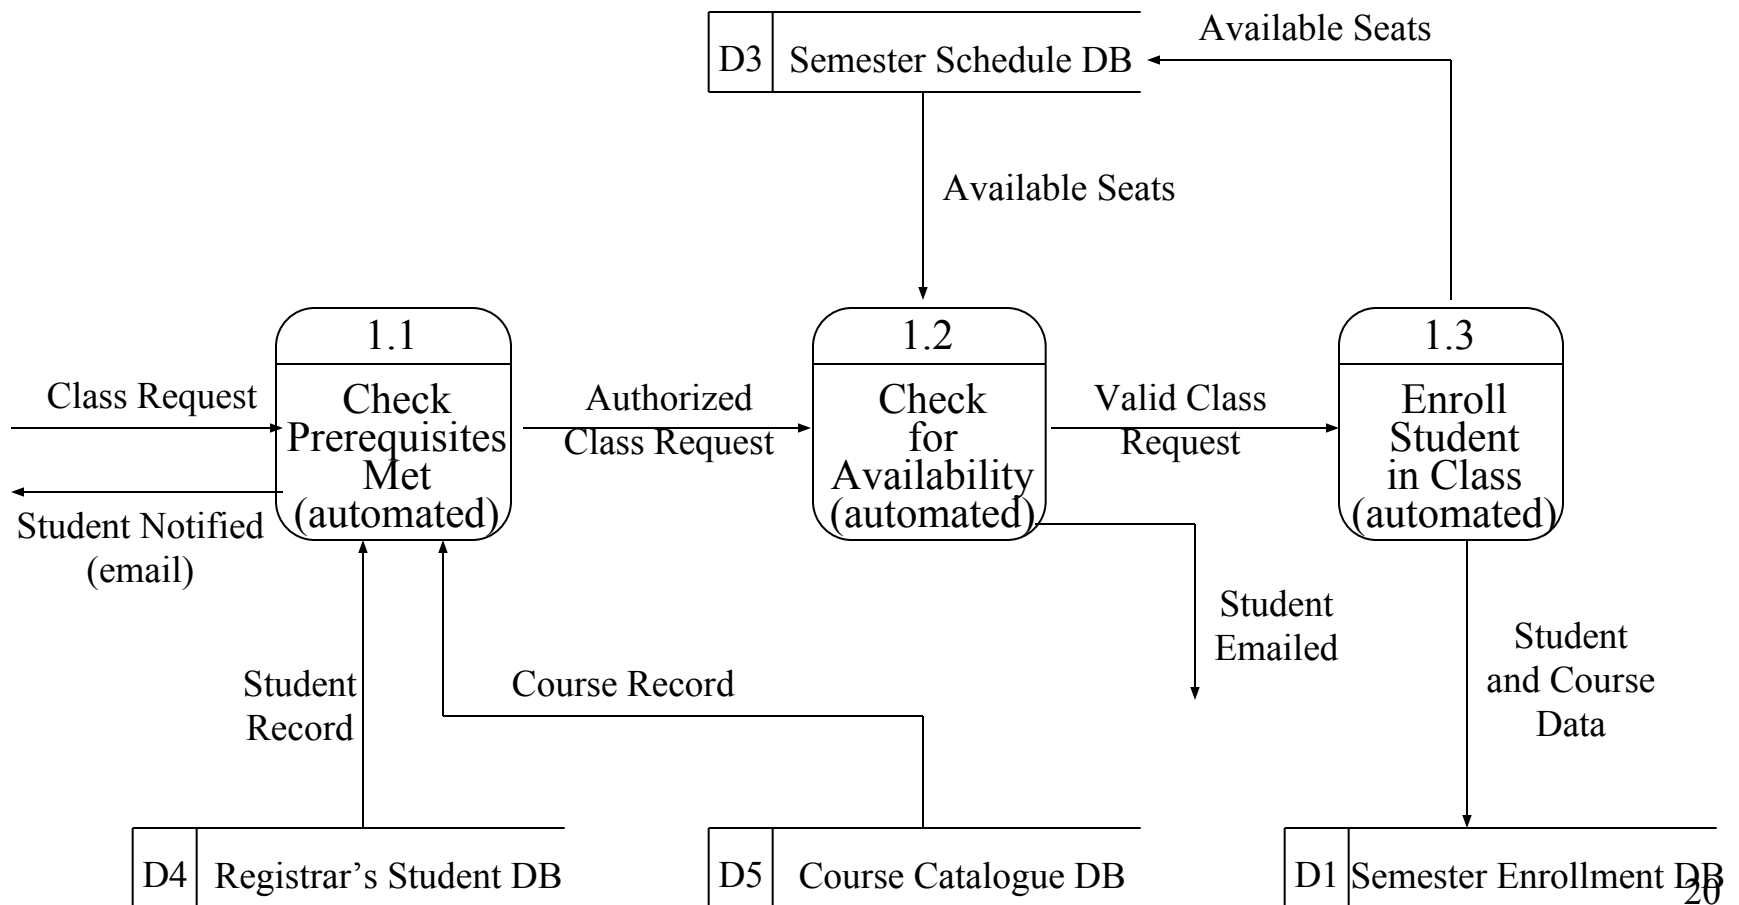 Available Seats
D3 Semester Schedule DB
Available Seats
1.1
1.2
1.3
Class Request
Check
Prerequisites
Met
(automated)
Authorized
Class Request
Check
for
Availability
(automated)
Valid Class
Request
Enroll
Student
in Class
(automated)
Student Notified
(email)
Student
Emailed
Student
and Course
Data
Student
Record
Course Record
D4 Registrar’s Student DB
D5 Course Catalogue DB
D1 Semester Enrollment DB
20